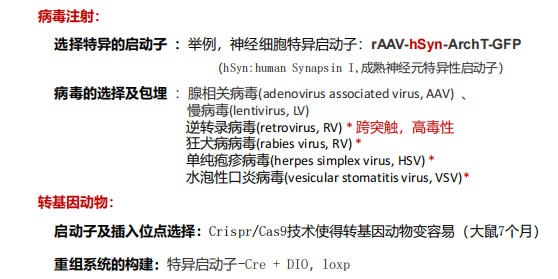 病毒注射：
选择特异的启动子 ：举例，神经细胞特异启动子：rAAV-hSyn-ArchT-GFP
(hSyn:human Synapsin I,成熟神经元特异性启动子)
病毒的选择及包埋 ：腺相关病毒(adenovirus associated virus, AAV) 、
慢病毒(lentivirus, LV)
逆转录病毒(retrovirus, RV) * 跨突触，高毒性
狂犬病病毒(rabies virus, RV) *
单纯疱疹病毒(herpes simplex virus, HSV) *
水泡性口炎病毒(vesicular stomatitis virus, VSV)*
转基因动物：
启动子及插入位点选择：Crispr/Cas9技术使得转基因动物变容易（大鼠7个月）
重组系统的构建：特异启动子-Cre + DIO, loxp